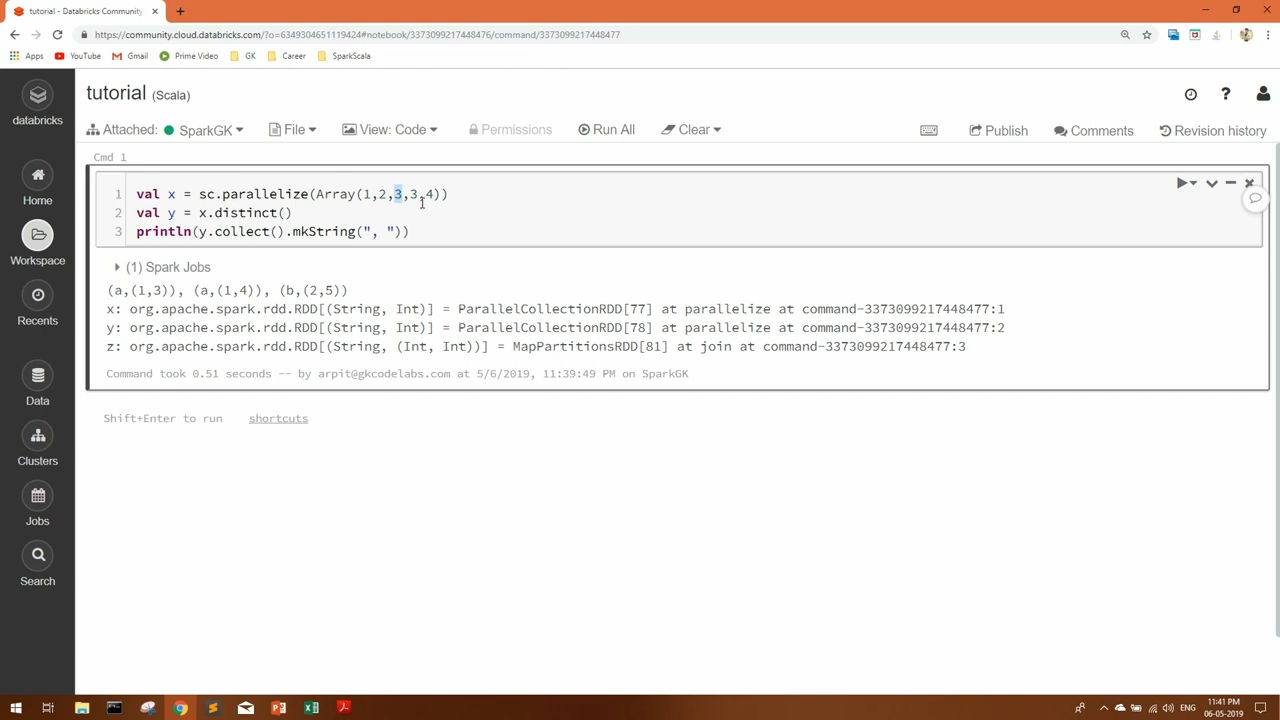 tutorial - Databricks Community
https://community.cloud.databricks.com/?o=6349304651119424#notebook/3373099217448476/command/3373099217448477
Apps YouTube Gmail Prime Video GK Career SparkScala
databricks
Home
Workspace
Recents
Data
Clusters
Jobs
Search
tutorial (Scala)
Attached: SparkGK File View: Code Permissions Run All Clear Publish Comments Revision history
Cmd 1
1 val x = sc.parallelize(Array(1,2,3,3,4))
2 val y = x.distinct()
3 println(y.collect().mkString(", "))
(1) Spark Jobs
(a,(1,3)), (a,(1,4)), (b,(2,5))
x: org.apache.spark.rdd.RDD[(String, Int)] = ParallelCollectionRDD[77] at parallelize at command-3373099217448477:1
y: org.apache.spark.rdd.RDD[(String, Int)] = ParallelCollectionRDD[78] at parallelize at command-3373099217448477:2
z: org.apache.spark.rdd.RDD[(String, (Int, Int))] = MapPartitionsRDD[81] at join at command-3373099217448477:3
Command took 0.51 seconds -- by arpit@gkcodelabs.com at 5/6/2019, 11:39:49 PM on SparkGK
Shift+Enter to run shortcuts
ENG
11:41 PM
06-05-2019